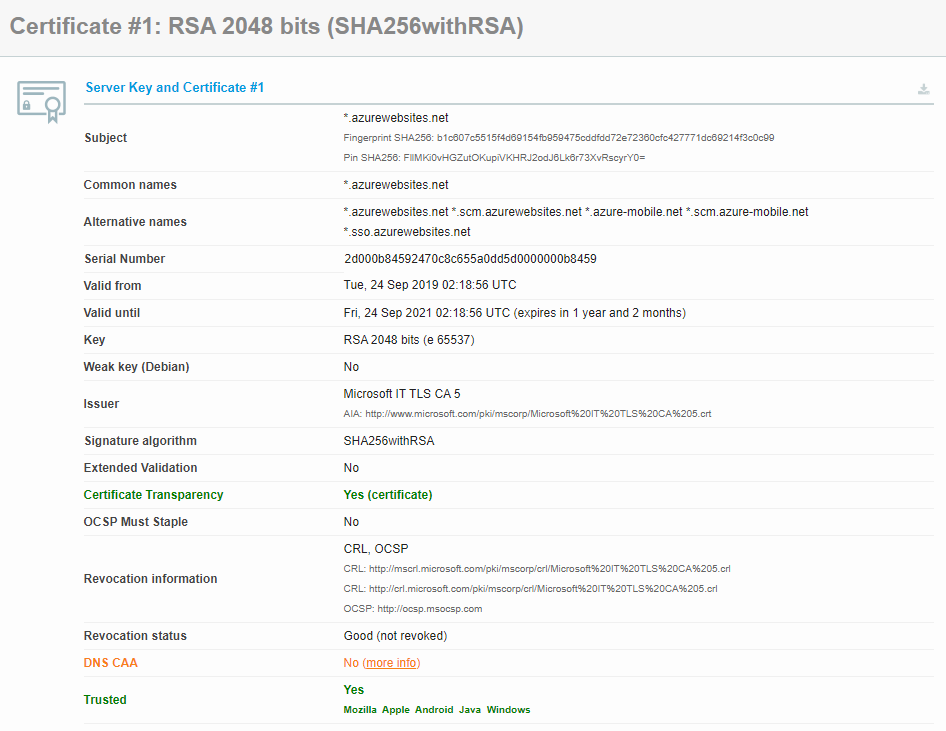 Certificate #1: RSA 2048 bits (SHA256withRSA)
Server Key and Certificate #1
Subject
*.azurewebsites.net
Fingerprint SHA256: b1c607c5515f4d69154fb959475cddfdd72e72360cfc427771dc69214f3c0c99
Pin SHA256: FIIMKi0vHGZutOKupiVKHRJ2odJ6Lk6r73XvRscyrY0=
Common names
*.azurewebsites.net
Alternative names
*.azurewebsites.net *.scm.azurewebsites.net *.azure-mobile.net *.scm.azure-mobile.net
*.sso.azurewebsites.net
Serial Number
2d000b84592470c8c655a0dd5d0000000b8459
Valid from
Tue, 24 Sep 2019 02:18:56 UTC
Valid until
Fri, 24 Sep 2021 02:18:56 UTC (expires in 1 year and 2 months)
Key
RSA 2048 bits (e 65537)
Weak key (Debian)
No
Issuer
Microsoft IT TLS CA 5
AIA: http://www.microsoft.com/pki/mscorp/Microsoft%20IT%20TLS%20CA%205.crt
Signature algorithm
SHA256withRSA
Extended Validation
No
Certificate Transparency
Yes (certificate)
OCSP Must Staple
No
Revocation information
CRL, OCSP
CRL: http://mscrl.microsoft.com/pki/mscorp/crl/Microsoft%20IT%20TLS%20CA%205.crl
CRL: http://crl.microsoft.com/pki/mscorp/crl/Microsoft%20IT%20TLS%20CA%205.crl
OCSP: http://ocsp.msocsp.com
Revocation status
Good (not revoked)
DNS CAA
No (more info)
Trusted
Yes
Mozilla Apple Android Java Windows